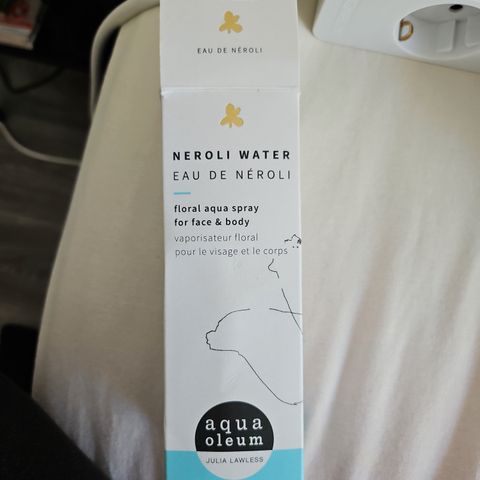 EAU DE NÉROLI
NEROLI WATER
EAU DE NÉROLI
floral aqua spray
for face & body
vaporisateur floral
pour le visage et le corps
aqua
oleum
JULIA LAWLESS